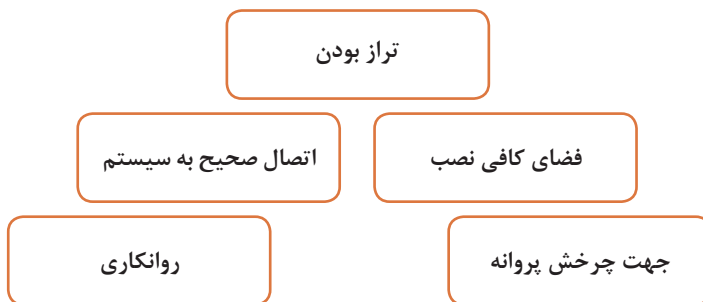 تراز بودن
فضای کافی نصب
اتصال صحیح به سیستم
جهت چرخش پروانه
روانکاری